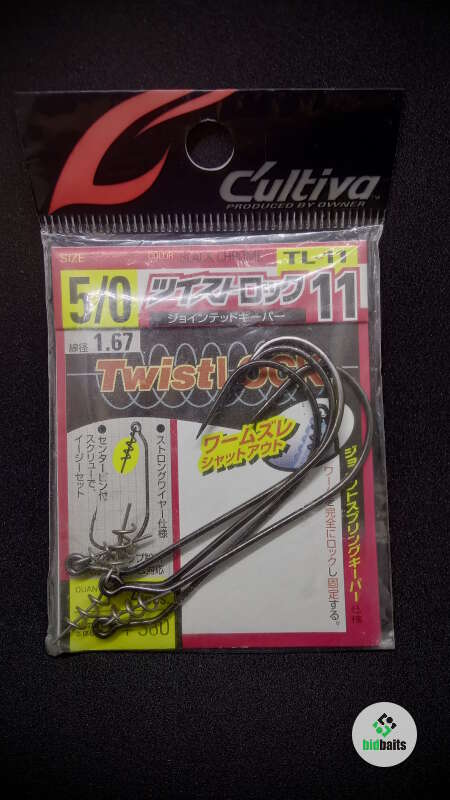 C'ultiva
PRODUCED BY OWNER
SIZE
COLOR BLACK CHROME
TL-11
5/0
ツイストロック 11
ジョインテッドキーパー
線径 1.67
TwistLOCK
ワームズレ
シャットアウト
•ストロングワイヤー仕様
•センターピン付
スクリューで、
イージーセット
ジョイントスプリングキーパー仕様
ワームを完全にロックし固定する。
bidbaits